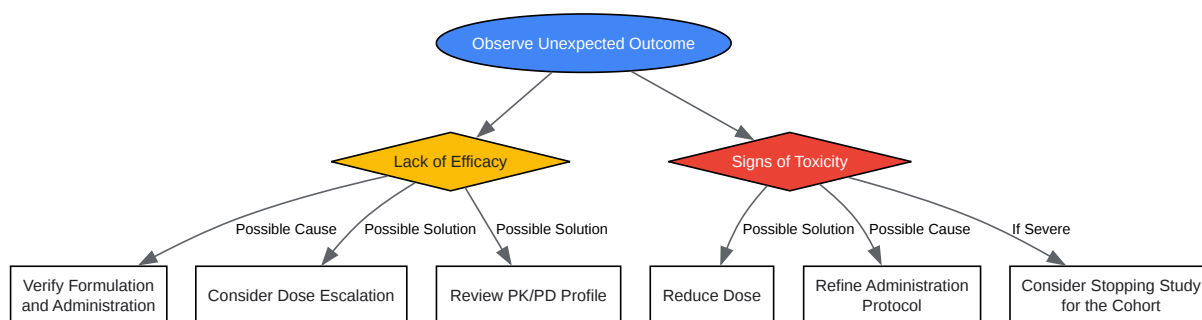 Observe Unexpected Outcome
Lack of Efficacy
Signs of Toxicity
Possible Cause
Possible Solution
Possible Solution
Possible Solution
Possible Cause
If Severe
Verify Formulation
and Administration
Consider Dose Escalation
Review PK/PD Profile
Reduce Dose
Refine Administration
Protocol
Consider Stopping Study
for the Cohort